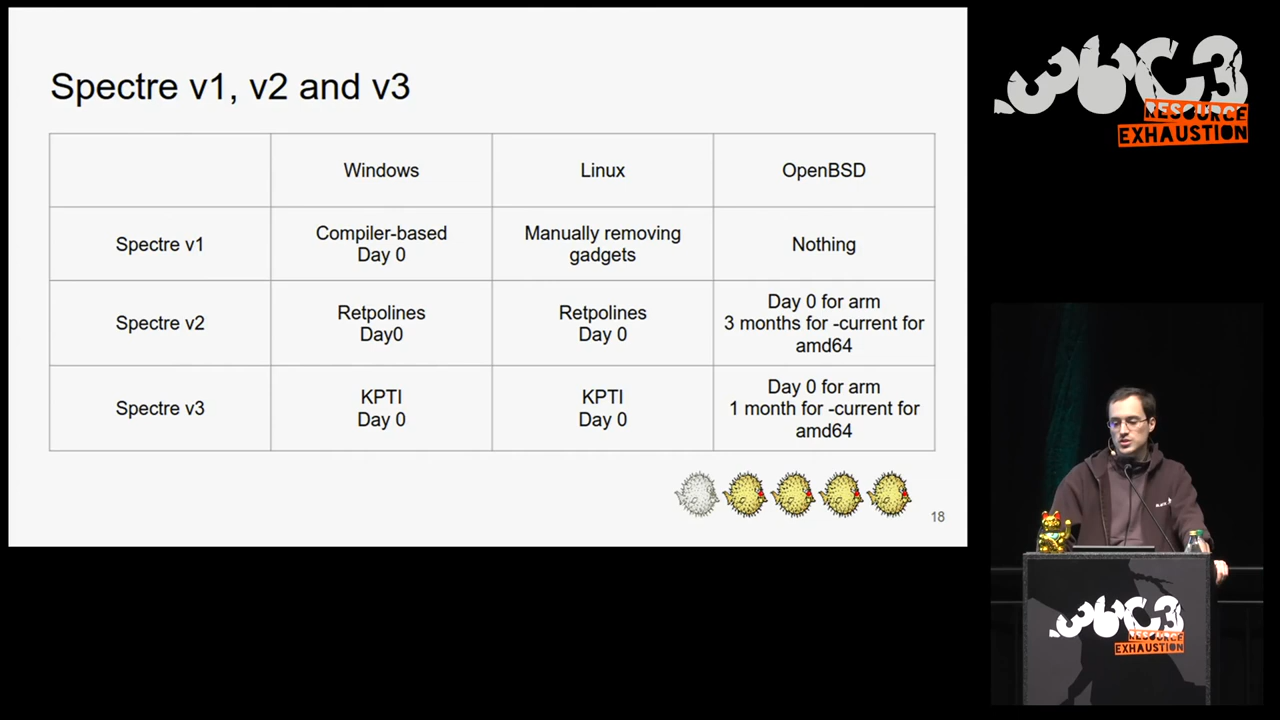 Spectre v1, v2 and v3
Windows
Linux
OpenBSD
Spectre v1
Compiler-based
Day 0
Manually removing
gadgets
Nothing
Spectre v2
Retpolines
Day0
Retpolines
Day 0
Day 0 for arm
3 months for -current for
amd64
Spectre v3
KPTI
Day 0
KPTI
Day 0
Day 0 for arm
1 month for -current for
amd64
18
36C3
RESOURCE
EXHAUSTION
36C3
RESOURCE
EXHAUSTION